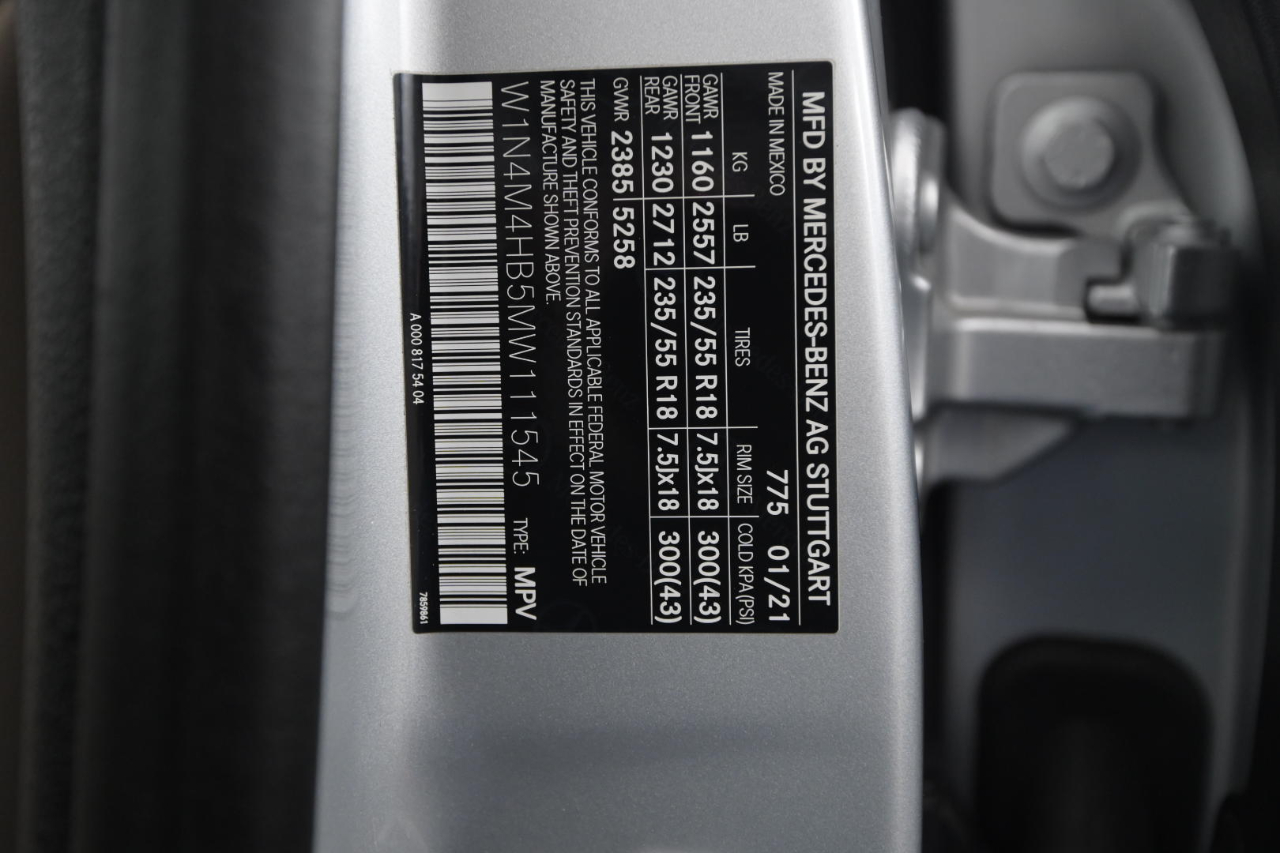 MFD BY MERCEDES-BENZ AG STUTTGART
MADE IN MEXICO 775 01/21
KG LB TIRES RIM SIZE COLD KPA(PSI)
GAWR FRONT 1160 2557 235/55 R18 7.5Jx18 300(43)
GAWR REAR 1230 2712 235/55 R18 7.5Jx18 300(43)
GVWR 2385 5258
THIS VEHICLE CONFORMS TO ALL APPLICABLE FEDERAL MOTOR VEHICLE
SAFETY AND THEFT PREVENTION STANDARDS IN EFFECT ON THE DATE OF
MANUFACTURE SHOWN ABOVE.
W1N4M4HB5MW111545 TYPE: MPV
A 000 817 54 04 7859861